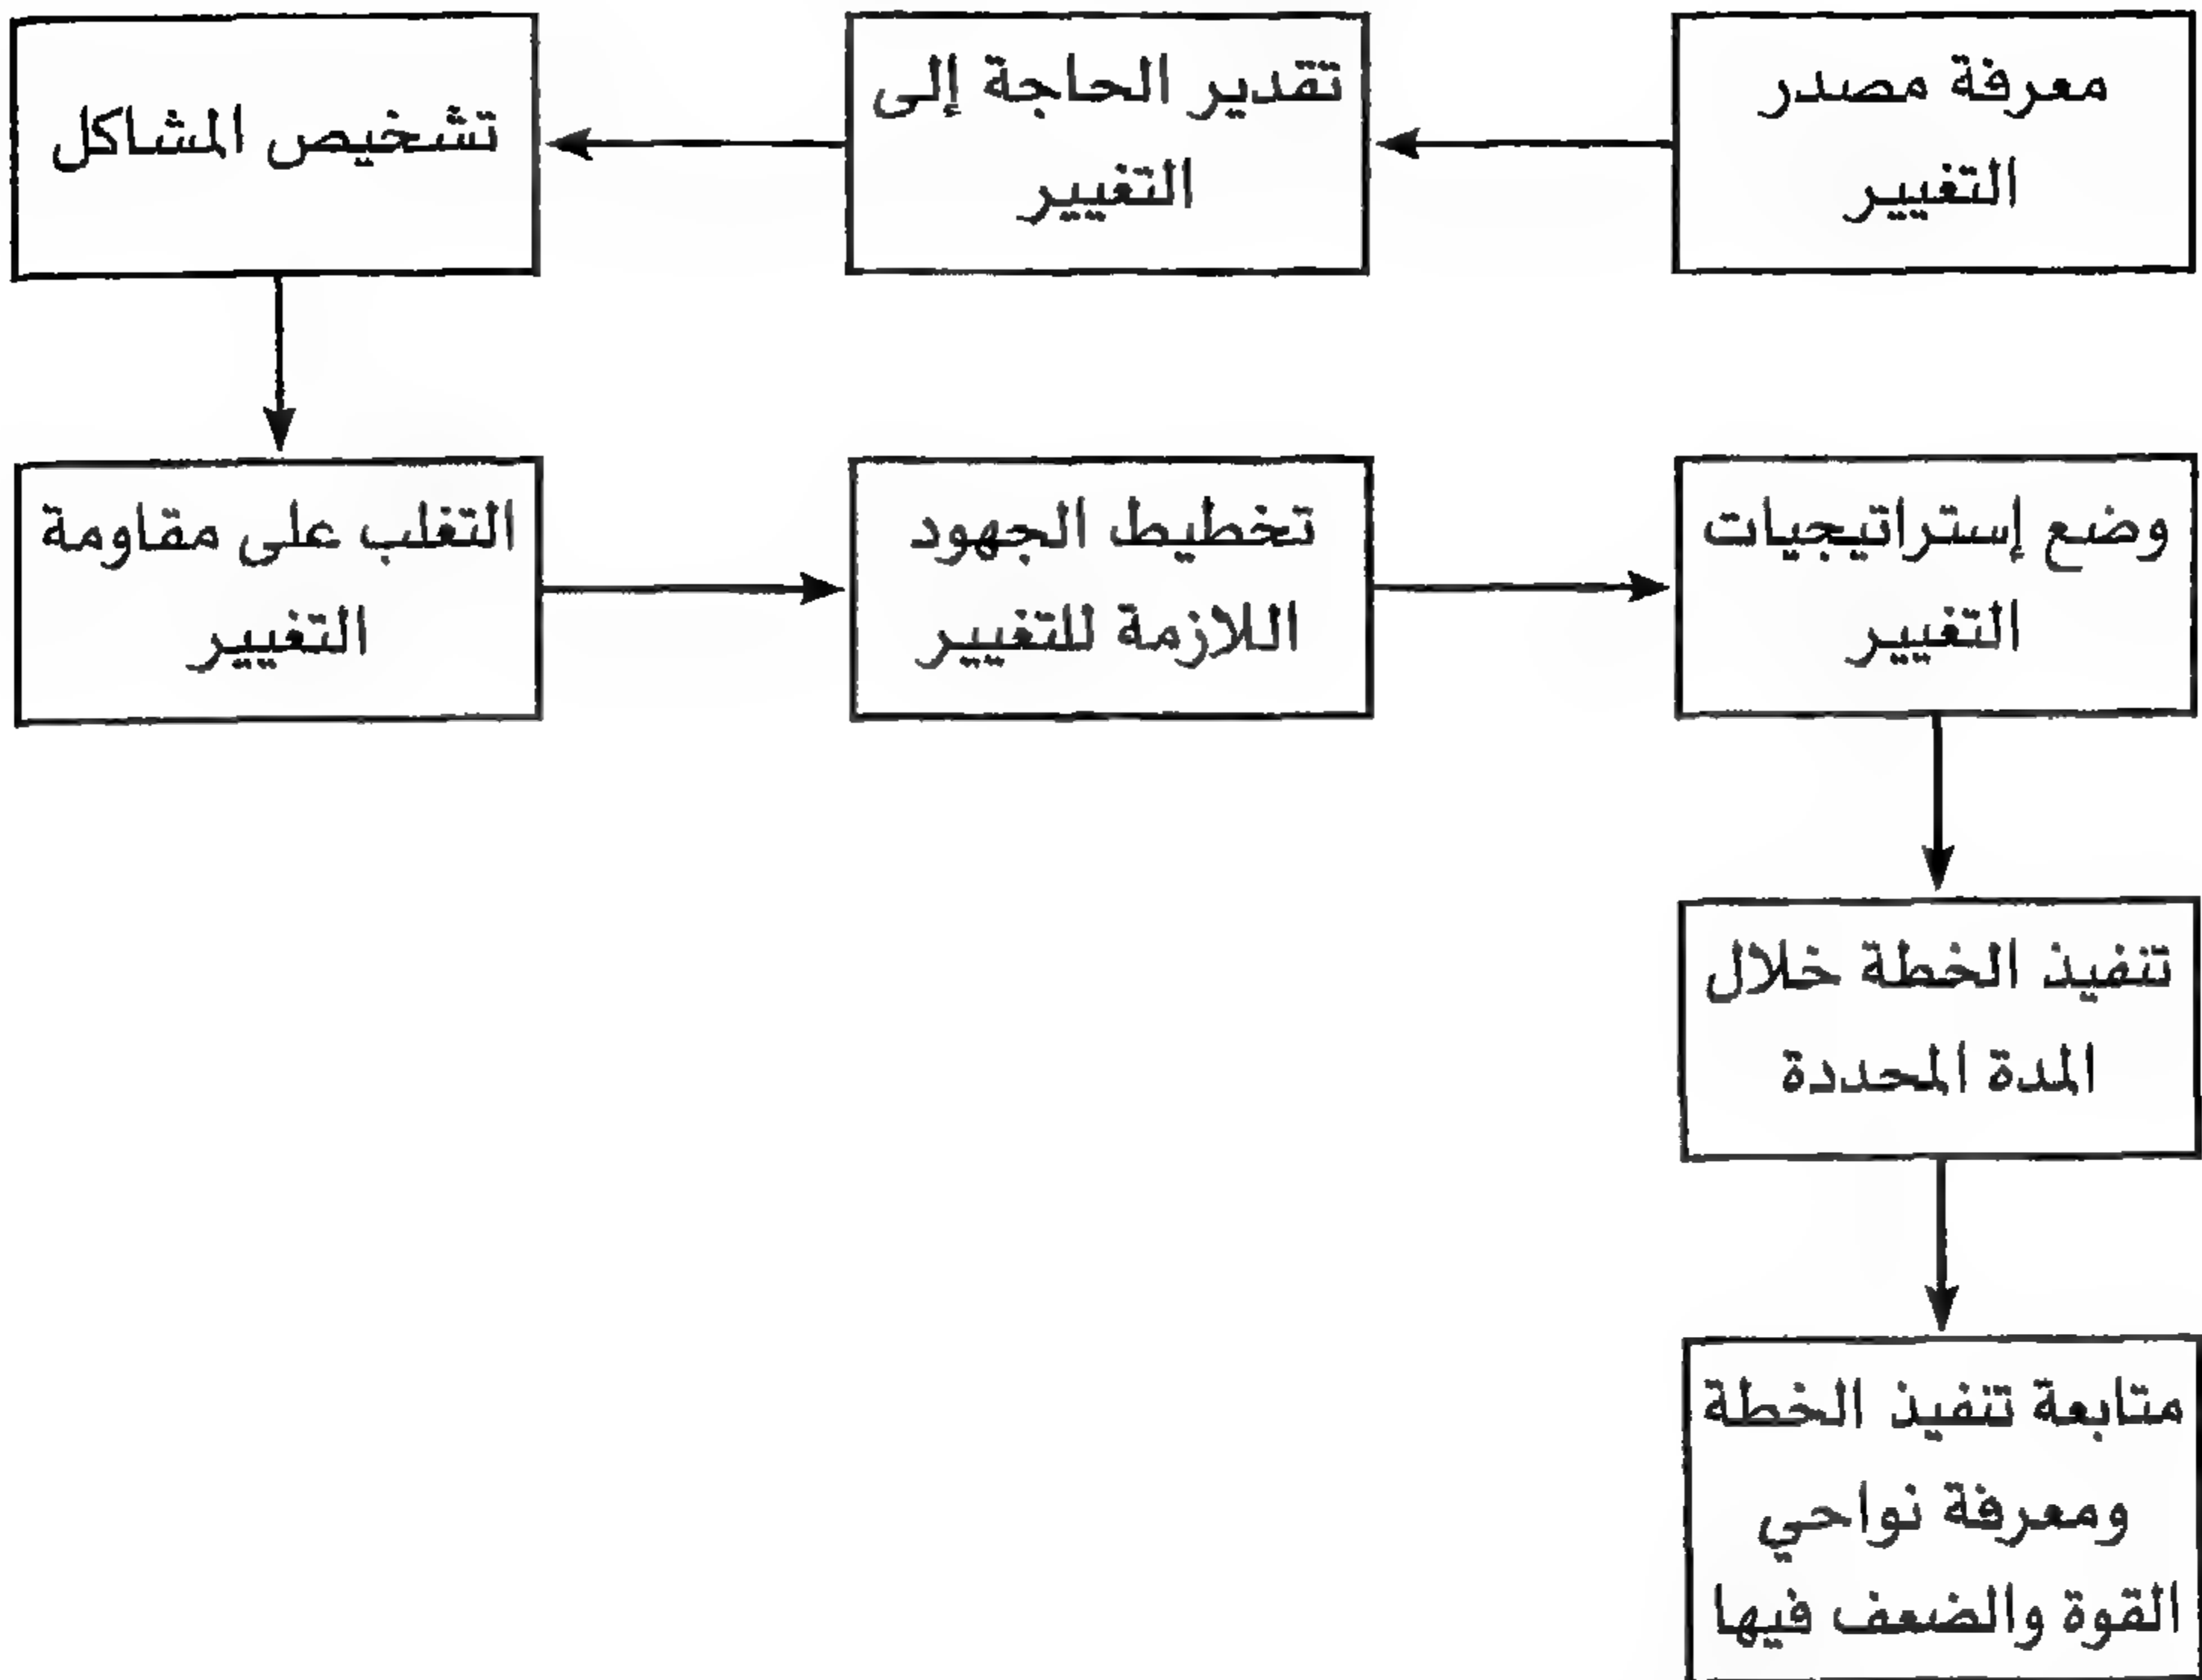 معرفة مصدر
التغيير
تقدير الحاجة إلى
التغيير
تشخيص المشاكل
التغلب على مقاومة
التغيير
تخطيط الجهود
اللازمة للتغيير
وضع إستراتيجيات
التغيير
تنفيذ الخطة خلال
المدة المحددة
متابعة تنفيذ الخطة
ومعرفة نواحي
القوة والضعف فيها